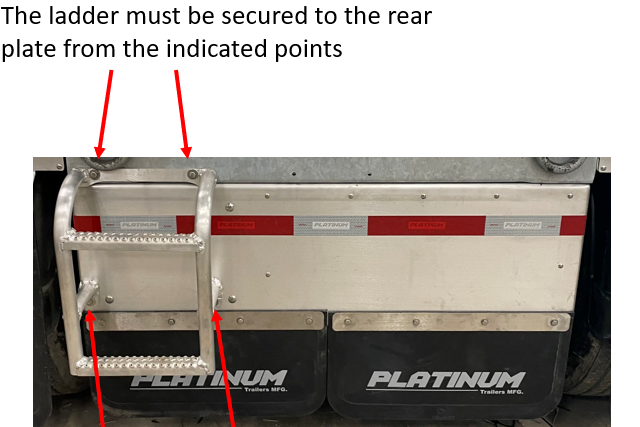 The ladder must be secured to the rear
plate from the indicated points
PLATINUM PLATINUM PLATINUM PLATINUM PLATINUM
PLATINUM PLATINUM
Trailers MFG. Trailers MFG.